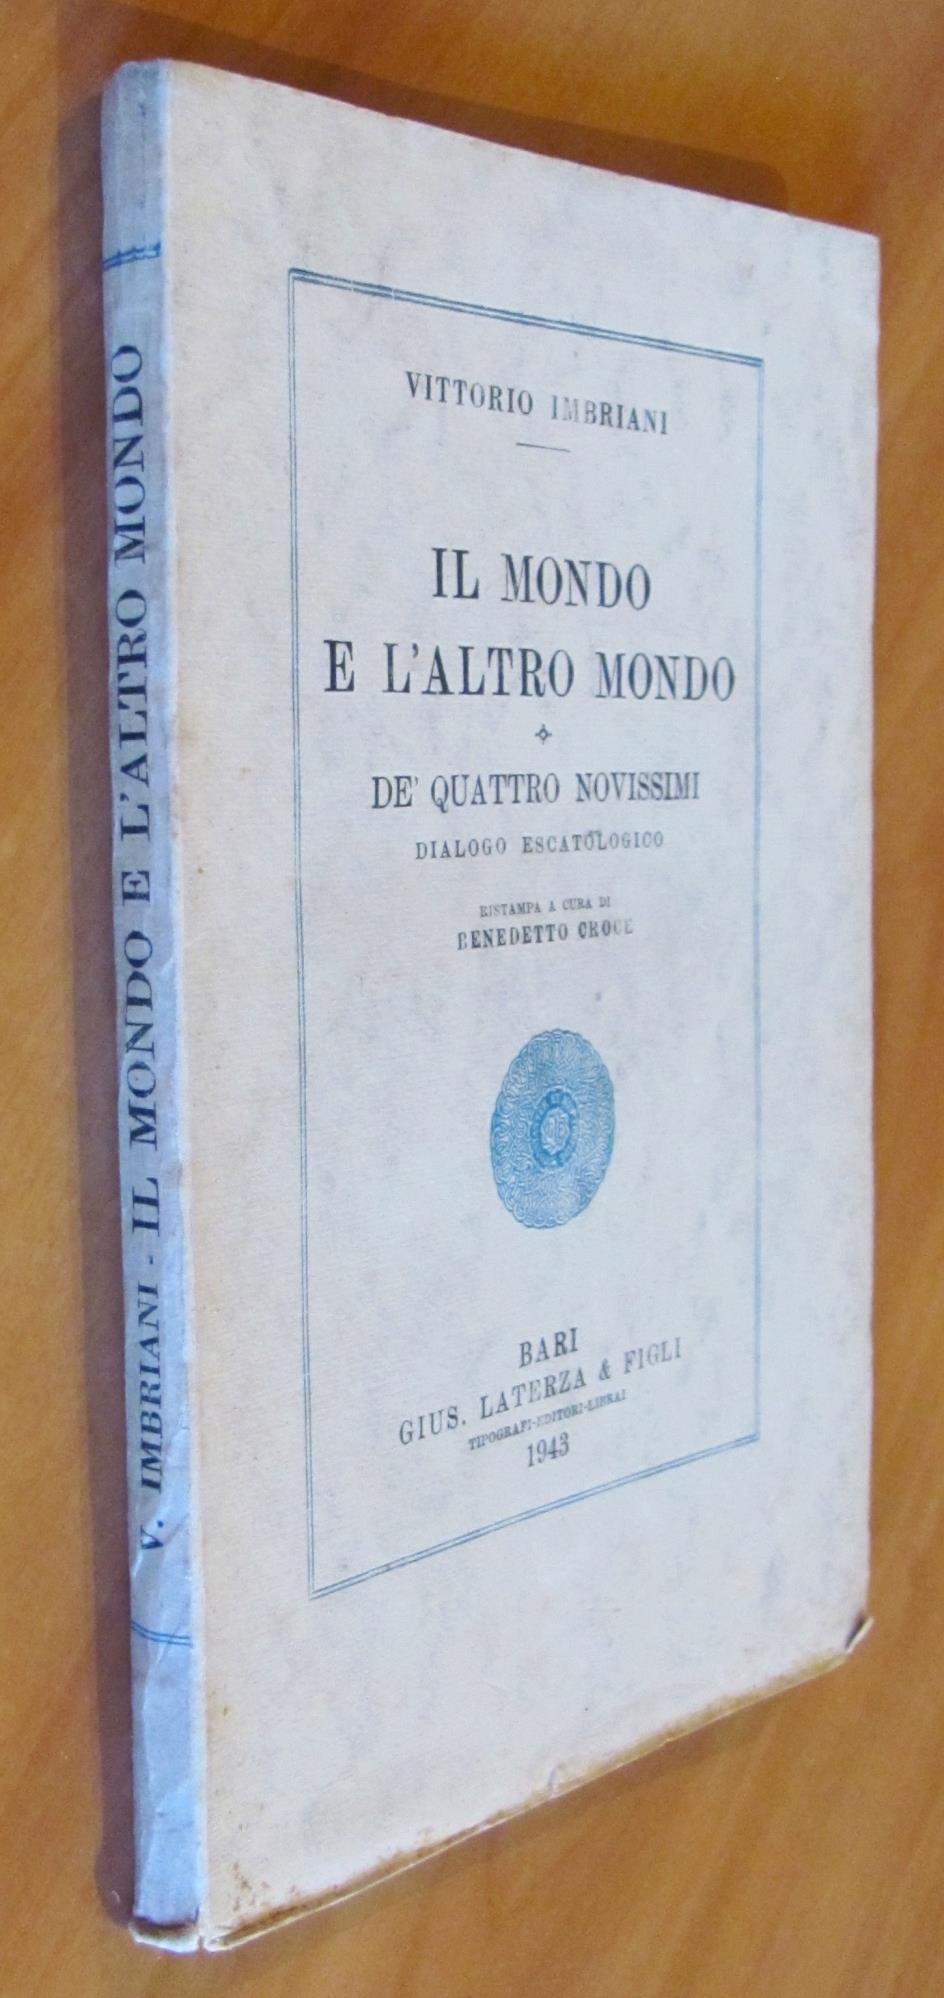 VITTORIO IMBRIANI
IL MONDO
E L'ALTRO MONDO
DE' QUATTRO NOVISSIMI
DIALOGO ESCATOLOGICO
RISTAMPA A CURA DI
BENEDETTO CROCE
BARI
GIUS. LATERZA & FIGLI
TIPOGRAFI-EDITORI-LIBRAI
1943
V. IMBRIANI - IL MONDO E L'ALTRO MONDO